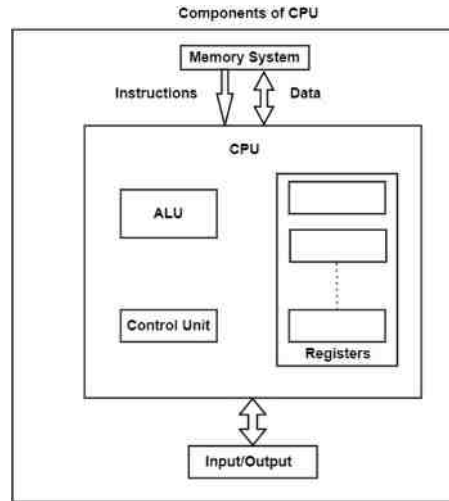 Components of CPU
Memory System
Instructions
Data
CPU
ALU
Control Unit
Registers
Input/Output